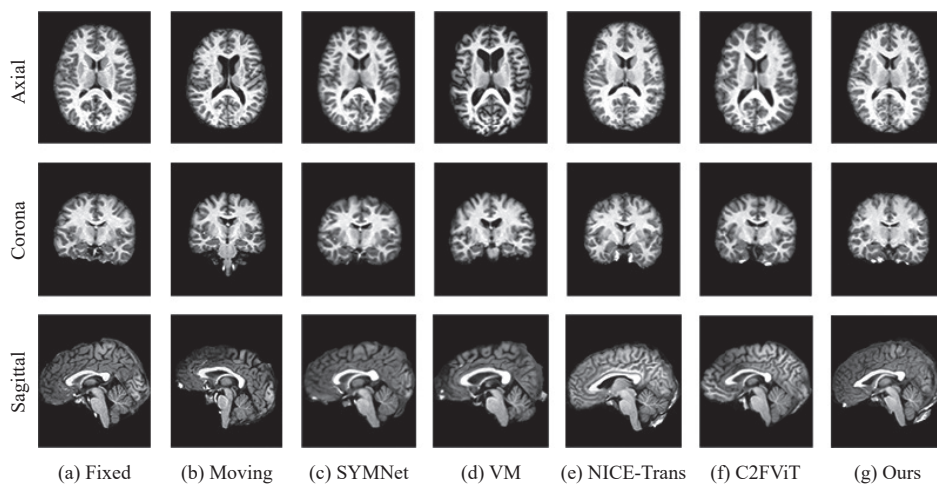 Axial
Corona
Sagittal
(a) Fixed (b) Moving (c) SYMNet (d) VM (e) NICE-Trans (f) C2FViT (g) Ours